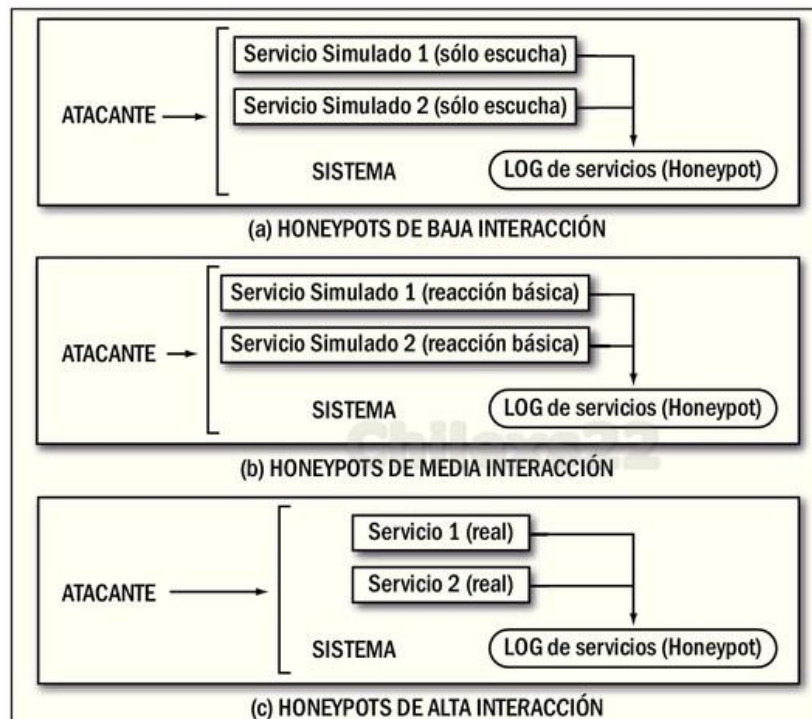 Servicio Simulado 1 (sólo escucha)
Servicio Simulado 2 (sólo escucha)
ATACANTE
SISTEMA
LOG de servicios (Honeypot)
(a) HONEYPOTS DE BAJA INTERACCIÓN
Servicio Simulado 1 (reacción básica)
Servicio Simulado 2 (reacción básica)
ATACANTE
SISTEMA
LOG de servicios (Honeypot)
Chilexe22
(b) HONEYPOTS DE MEDIA INTERACCIÓN
Servicio 1 (real)
Servicio 2 (real)
ATACANTE
SISTEMA
LOG de servicios (Honeypot)
(c) HONEYPOTS DE ALTA INTERACCIÓN